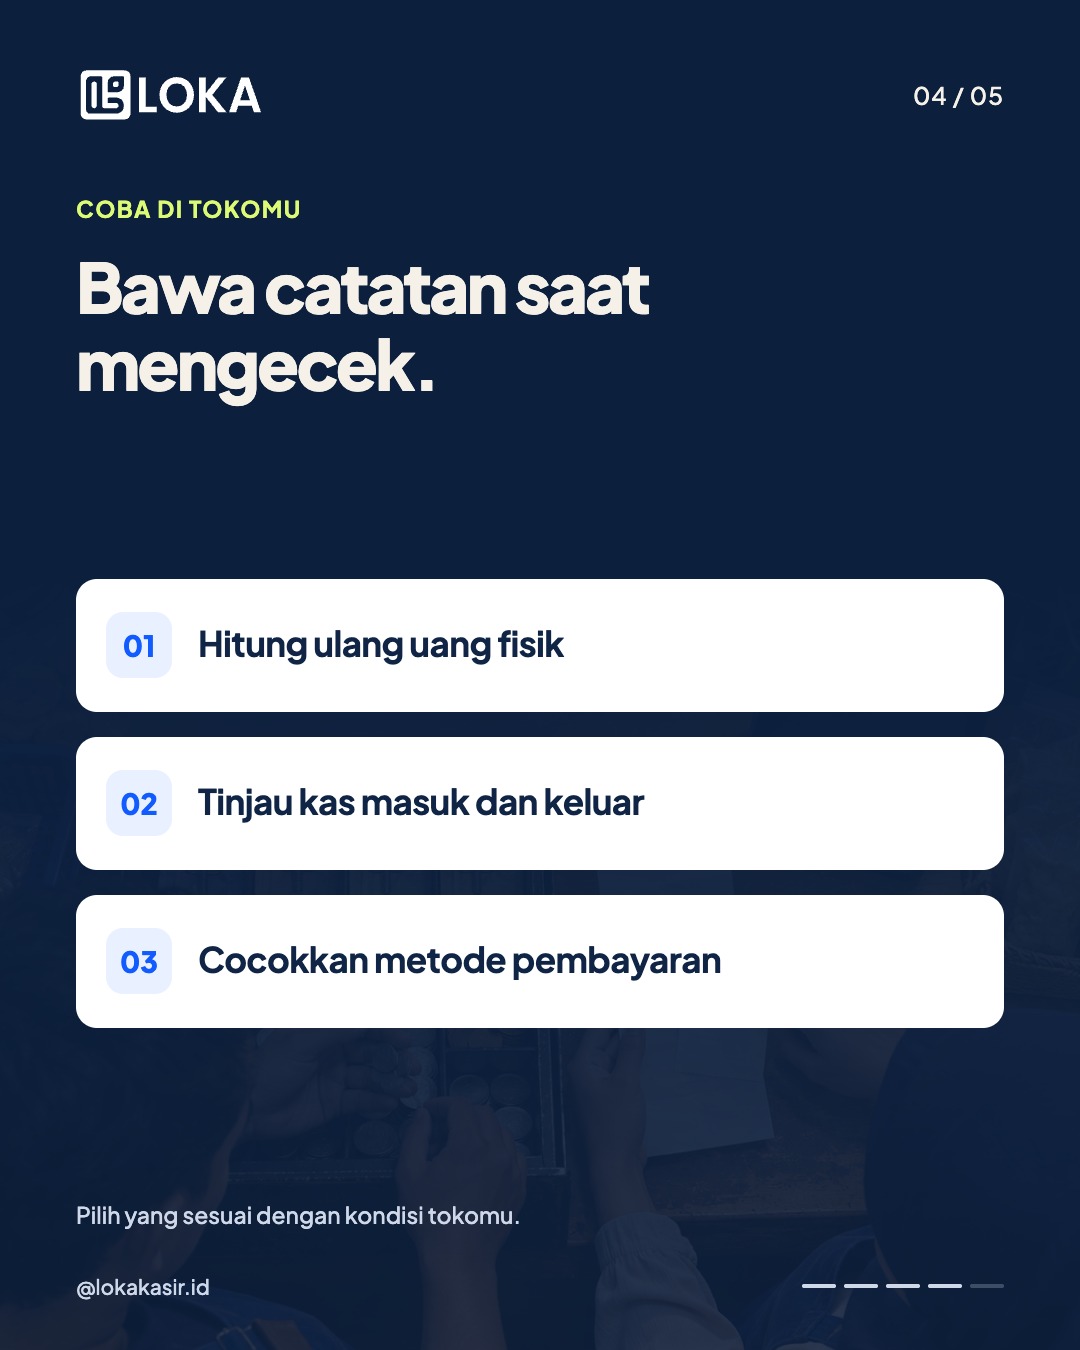 LOKA
04 / 05
COBA DI TOKOMU
Bawa catatan saat
mengecek.
01 Hitung ulang uang fisik
02 Tinjau kas masuk dan keluar
03 Cocokkan metode pembayaran
Pilih yang sesuai dengan kondisi tokomu.
@lokakasir.id